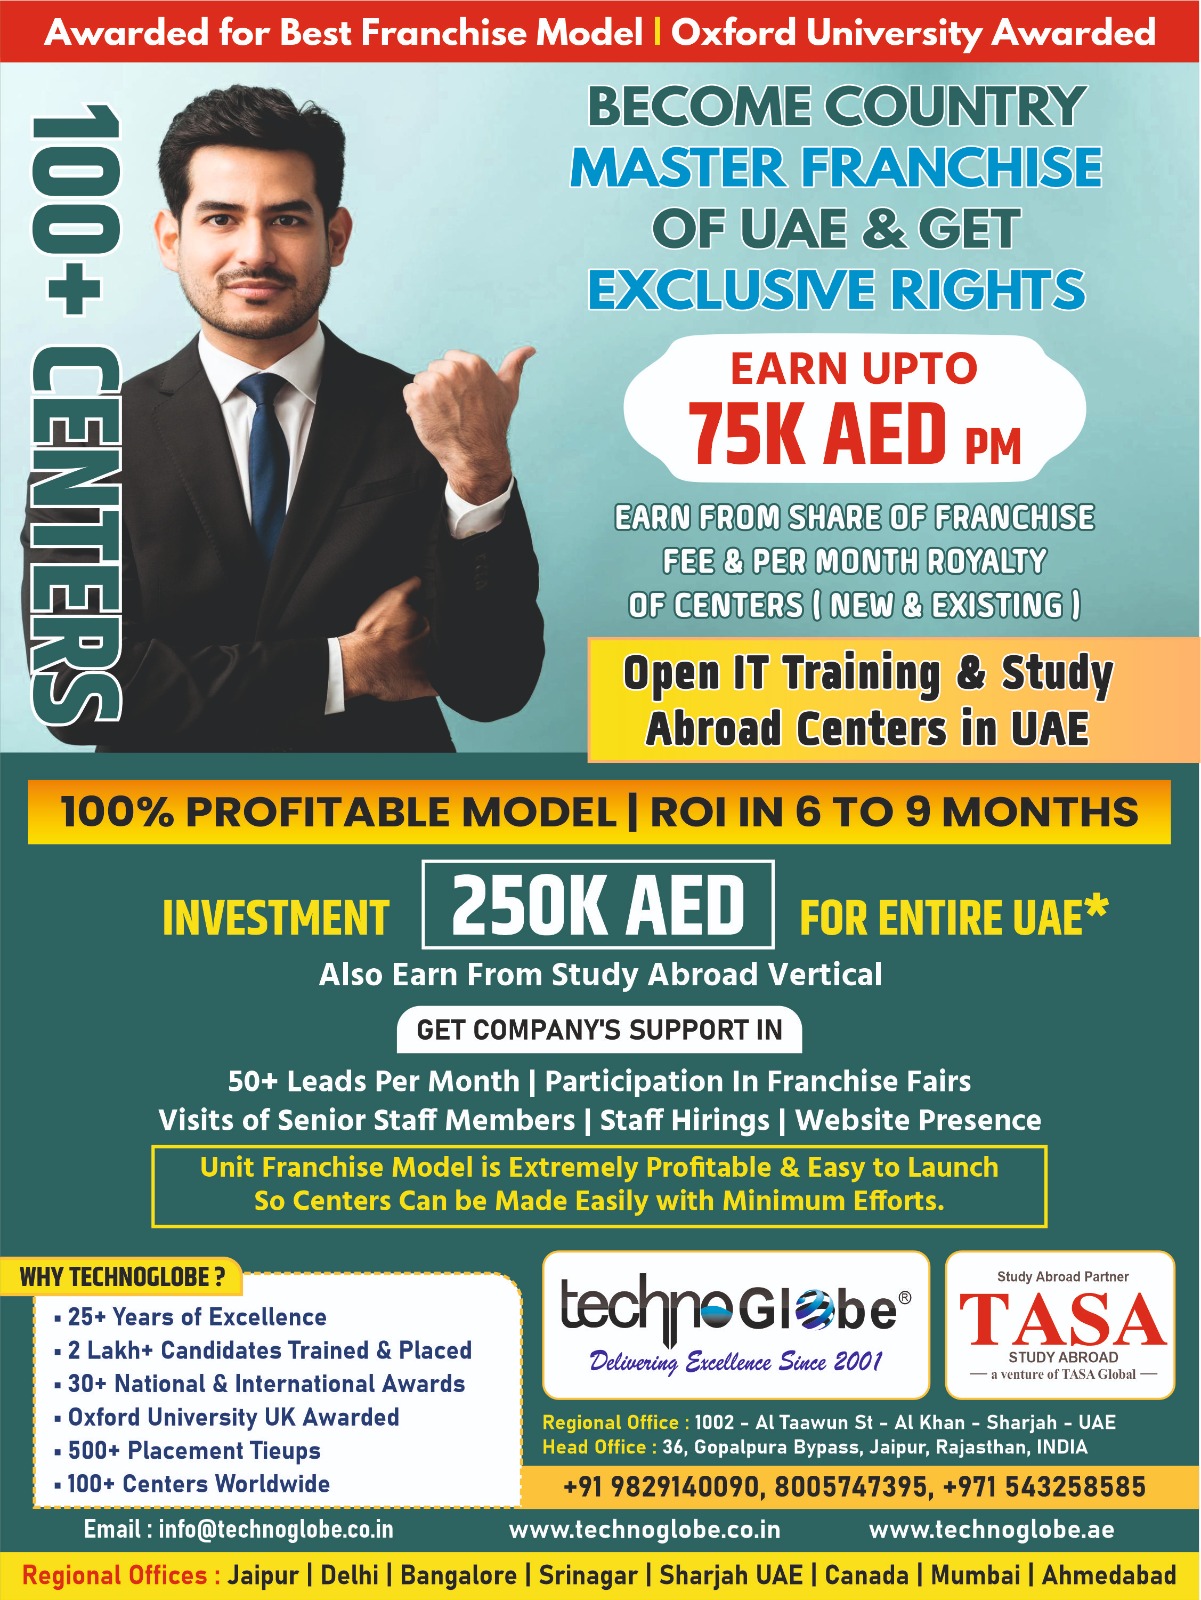 Awarded for Best Franchise Model | Oxford University Awarded
100+ CENTERS
BECOME COUNTRY
MASTER FRANCHISE
OF UAE & GET
EXCLUSIVE RIGHTS
EARN UPTO
75K AED PM
EARN FROM SHARE OF FRANCHISE
FEE & PER MONTH ROYALTY
OF CENTERS ( NEW & EXISTING )
Open IT Training & Study
Abroad Centers in UAE
100% PROFITABLE MODEL | ROI IN 6 TO 9 MONTHS
INVESTMENT 250K AED FOR ENTIRE UAE*
Also Earn From Study Abroad Vertical
GET COMPANY'S SUPPORT IN
50+ Leads Per Month | Participation In Franchise Fairs
Visits of Senior Staff Members | Staff Hirings | Website Presence
Unit Franchise Model is Extremely Profitable & Easy to Launch
So Centers Can be Made Easily with Minimum Efforts.
WHY TECHNOGLOBE ?
▪ 25+ Years of Excellence
▪ 2 Lakh+ Candidates Trained & Placed
▪ 30+ National & International Awards
▪ Oxford University UK Awarded
▪ 500+ Placement Tieups
▪ 100+ Centers Worldwide
technoGlobe®
Delivering Excellence Since 2001
Study Abroad Partner
TASA
STUDY ABROAD
— a venture of TASA Global —
Regional Office : 1002 - Al Taawun St - Al Khan - Sharjah - UAE
Head Office : 36, Gopalpura Bypass, Jaipur, Rajasthan, INDIA
+91 9829140090, 8005747395, +971 543258585
Email : info@technoglobe.co.in www.technoglobe.co.in www.technoglobe.ae
Regional Offices : Jaipur | Delhi | Bangalore | Srinagar | Sharjah UAE | Canada | Mumbai | Ahmedabad